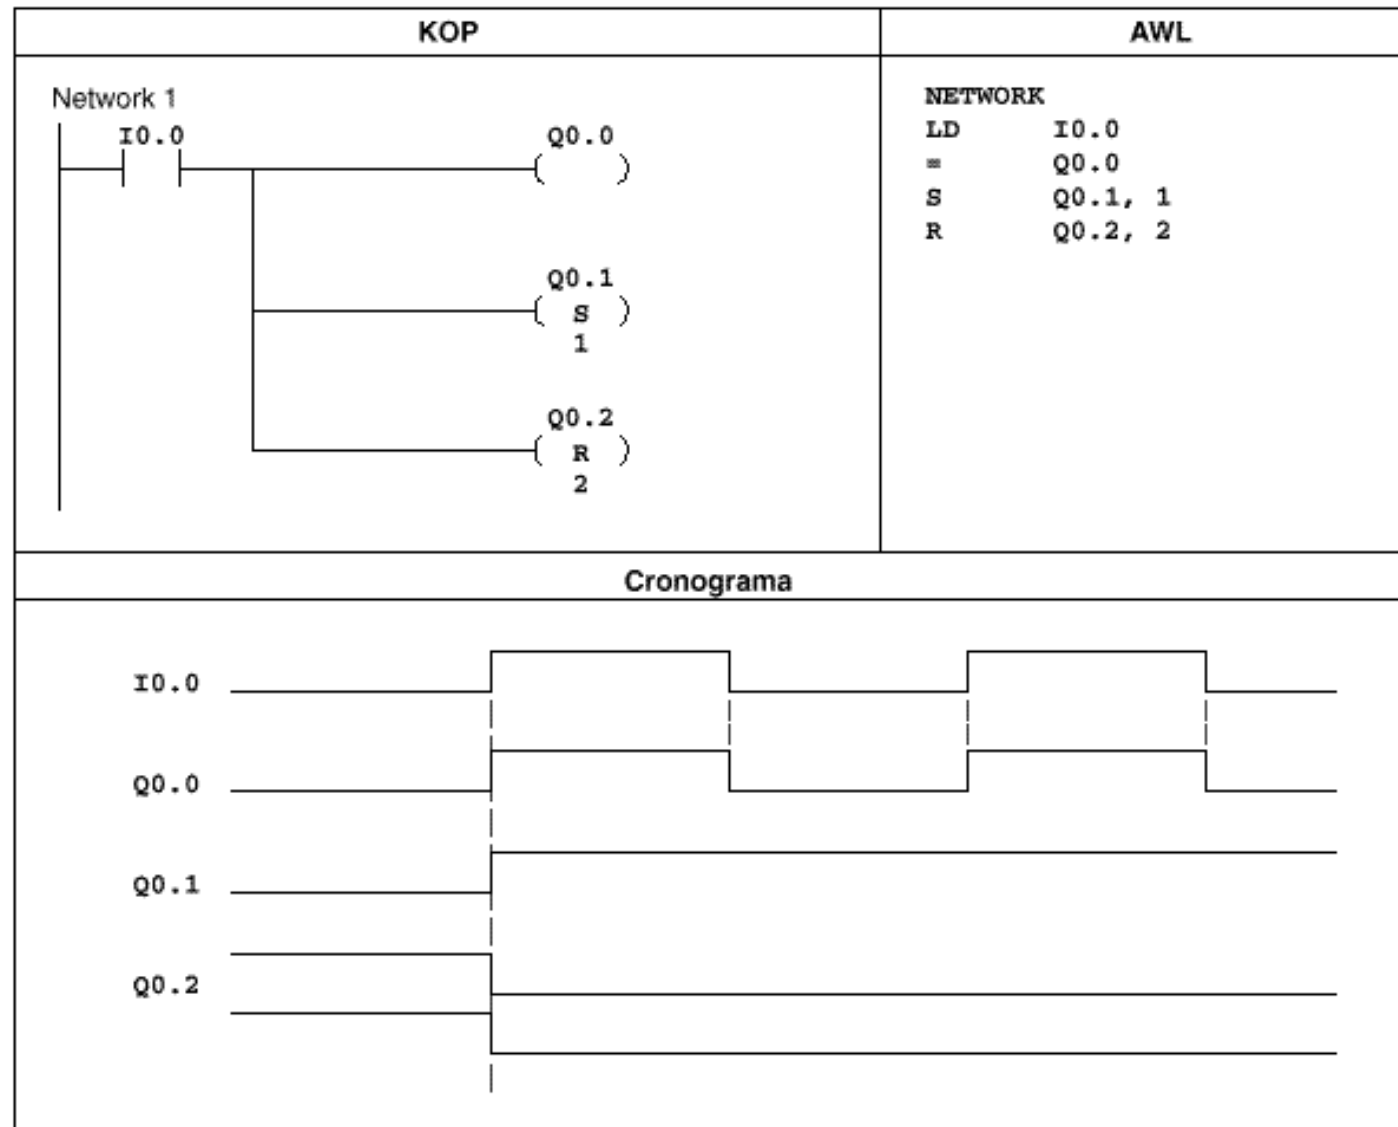 KOP
AWL
Network 1
I0.0
Q0.0
( )
Q0.1
( S )
1
Q0.2
( R )
2
NETWORK
LD I0.0
= Q0.0
S Q0.1, 1
R Q0.2, 2
Cronograma
I0.0
Q0.0
Q0.1
Q0.2